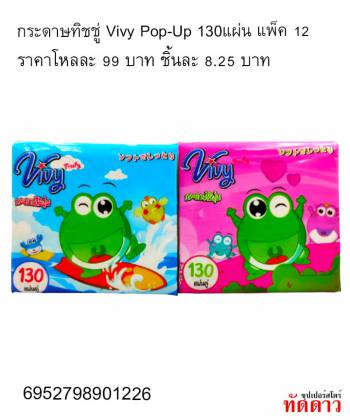 กระดาษทิชชู่ Vivy Pop-Up 130แผ่น แพ็ค 12
ราคาโหลละ 99 บาท ชิ้นละ 8.25 บาท
Vivy
Vivy
130
130
6952798901226
ซุปเปอร์สโตร์
ทัดดาว